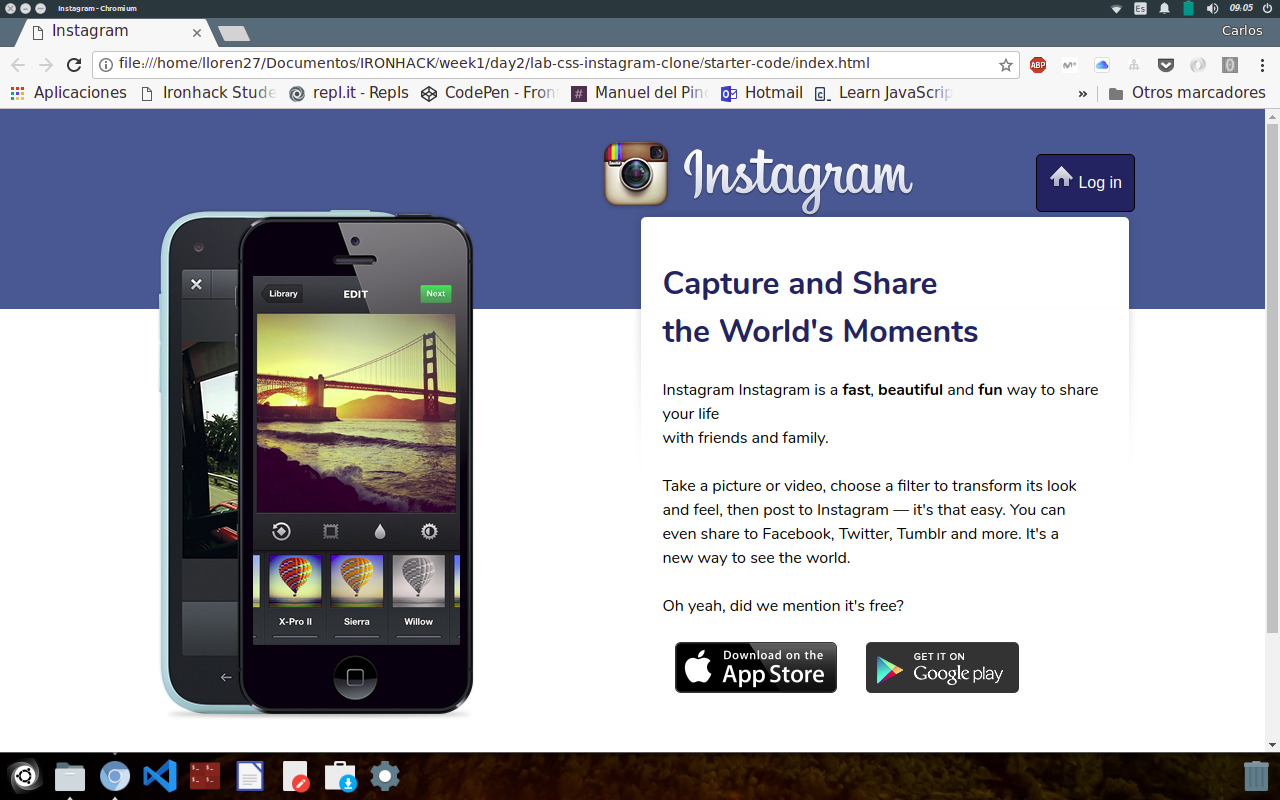 Instagram - Chromium
Es
09:05
Instagram
Carlos
file:///home/lloren27/Documentos/IRONHACK/week1/day2/lab-css-instagram-clone/starter-code/index.html
ABP
Aplicaciones
Ironhack Stude
repl.it - Repls
CodePen - Fron
Manuel del Pin
Hotmail
Learn JavaScrip
»
Otros marcadores
Instagram
Log in
Library
EDIT
Next
Capture and Share
the World's Moments
Instagram Instagram is a fast, beautiful and fun way to share
your life
with friends and family.
Take a picture or video, choose a filter to transform its look
and feel, then post to Instagram — it's that easy. You can
even share to Facebook, Twitter, Tumblr and more. It's a
new way to see the world.
Oh yeah, did we mention it's free?
X-Pro II
Sierra
Willow
Download on the
App Store
GET IT ON
Google play